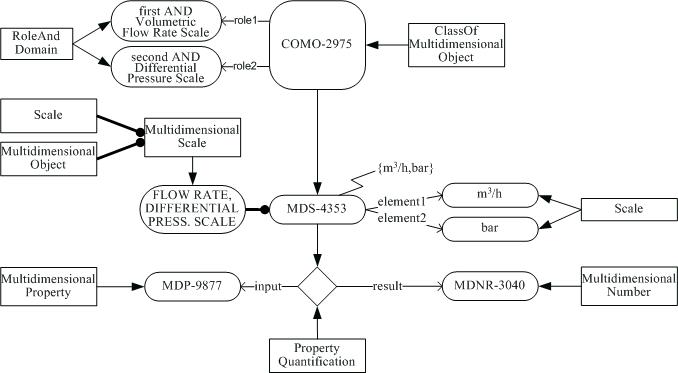 RoleAnd
Domain
first AND
Volumetric
Flow Rate Scale
second AND
Differential
Pressure Scale
role1
role2
COMO-2975
ClassOf
Multidimensional
Object
Scale
Multidimensional
Object
Multidimensional
Scale
FLOW RATE,
DIFFERENTIAL
PRESS. SCALE
{m³/h,bar}
MDS-4353
element1
element2
m³/h
bar
Scale
Multidimensional
Property
MDP-9877
input
result
MDNR-3040
Multidimensional
Number
Property
Quantification